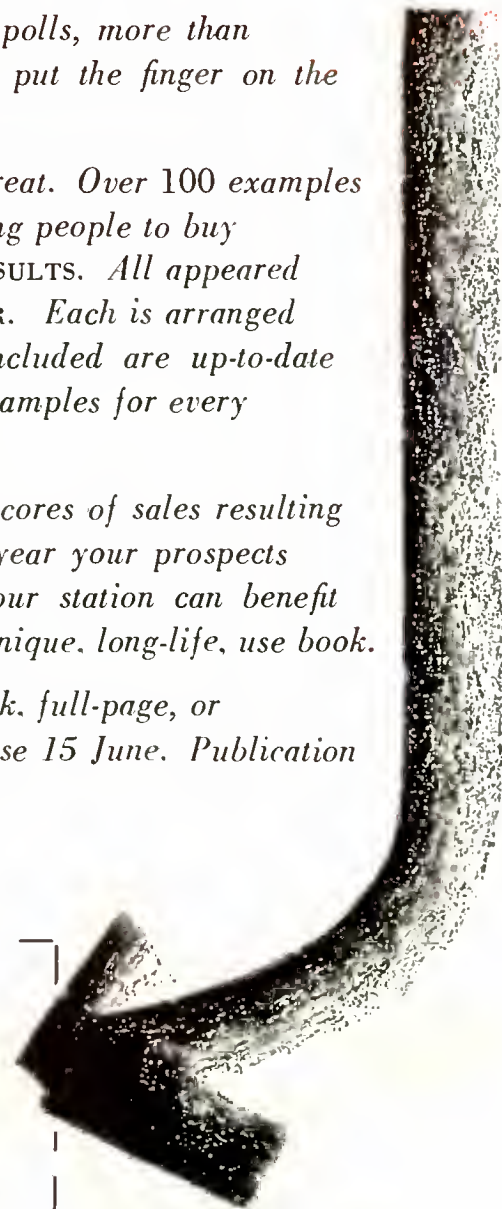 polls, more than
put the finger on the
reat. Over 100 examples
ng people to buy
SULTS. All appeared
R. Each is arranged
ncluded are up-to-date
amples for every
cores of sales resulting
year your prospects
our station can benefit
nique, long-life, use book.
k, full-page, or
se 15 June. Publication